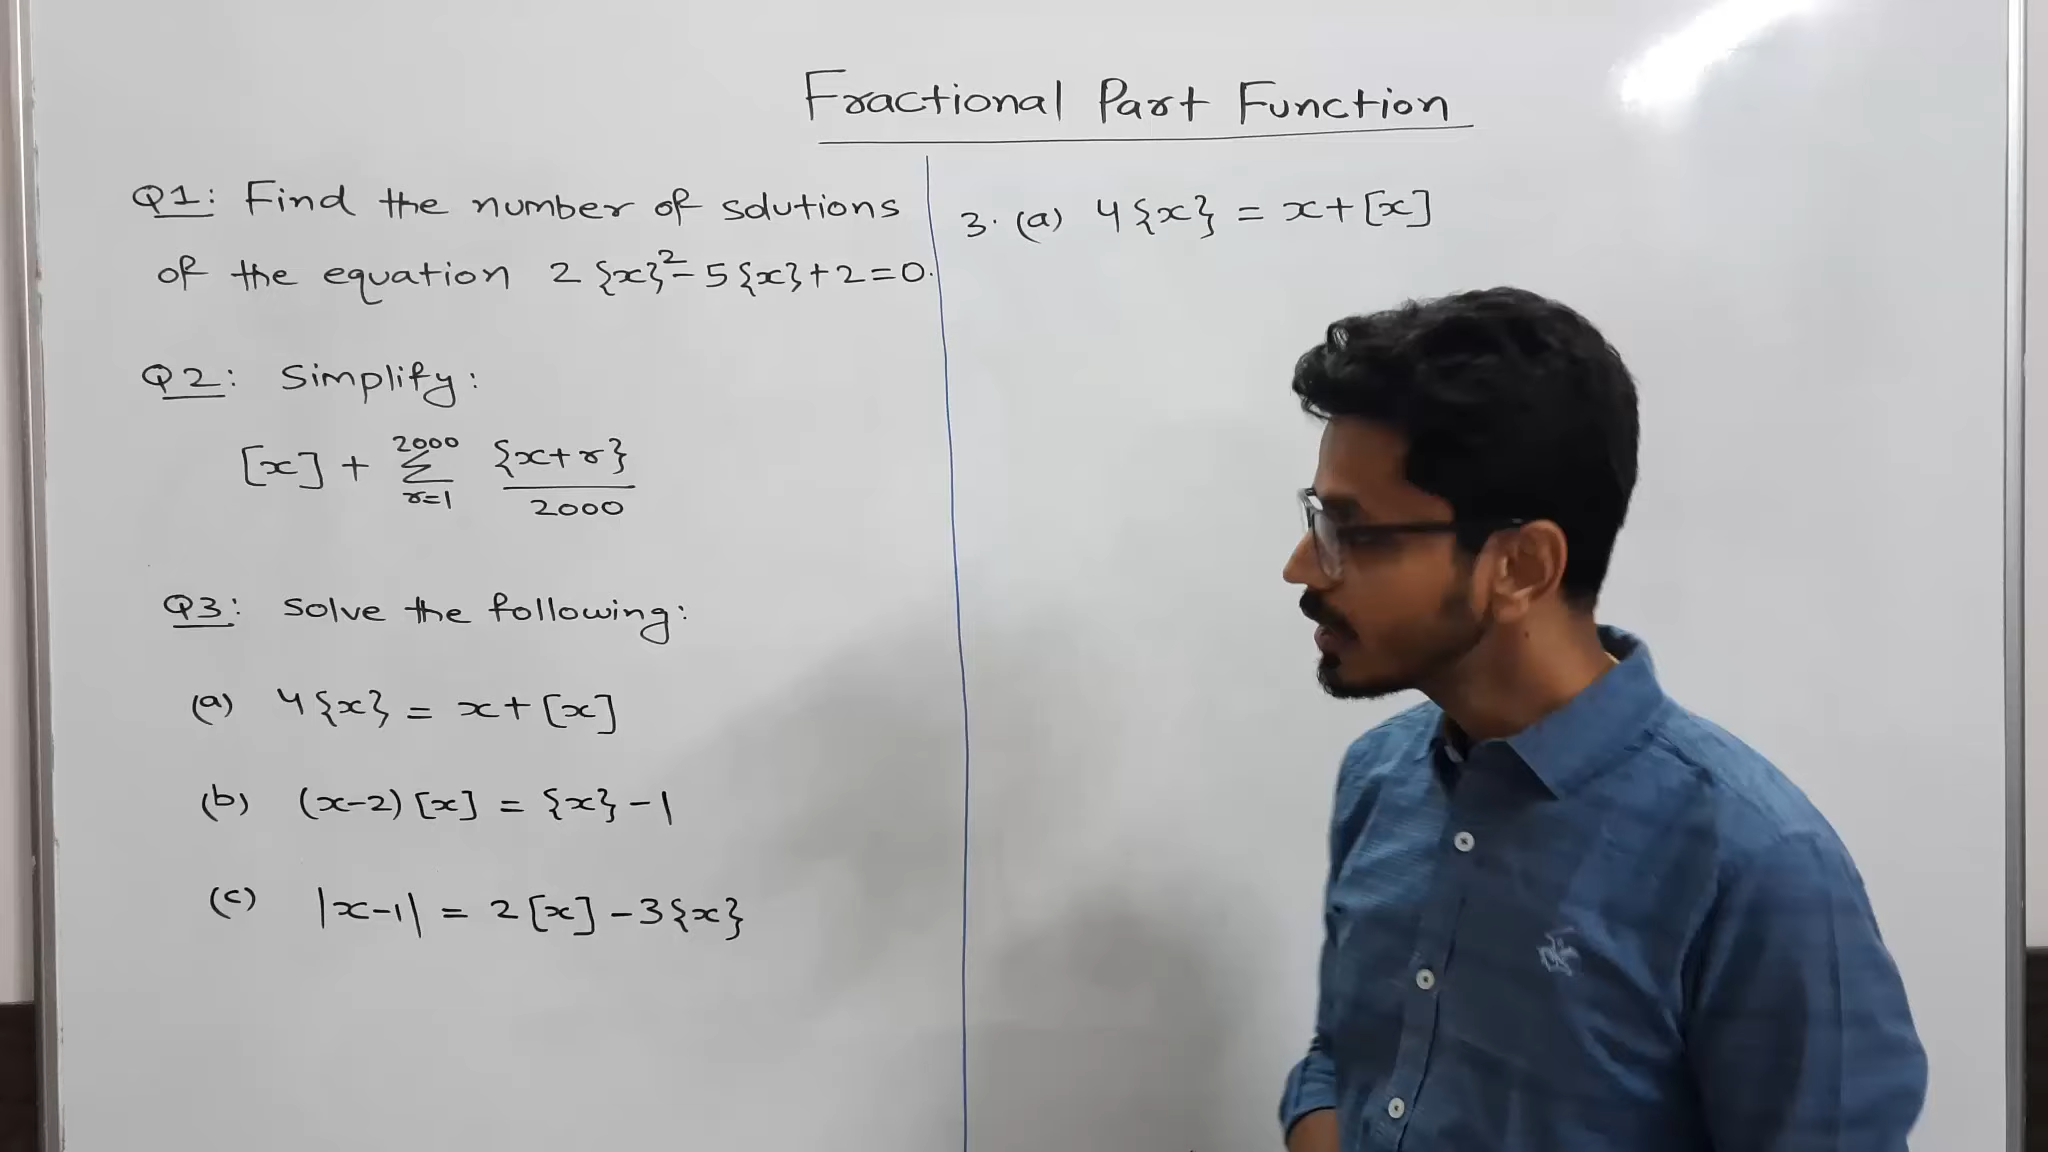 Fractional Part Function
Q1: Find the number of solutions
of the equation 2{x}²-5{x}+2=0.
Q2: Simplify:
[x] + 2000 Σ r=1 {x+r} / 2000
Q3: Solve the following:
(a) 4{x} = x+[x]
(b) (x-2)[x] = {x}-1
(c) |x-1| = 2[x]-3{x}
3. (a) 4{x} = x+[x]